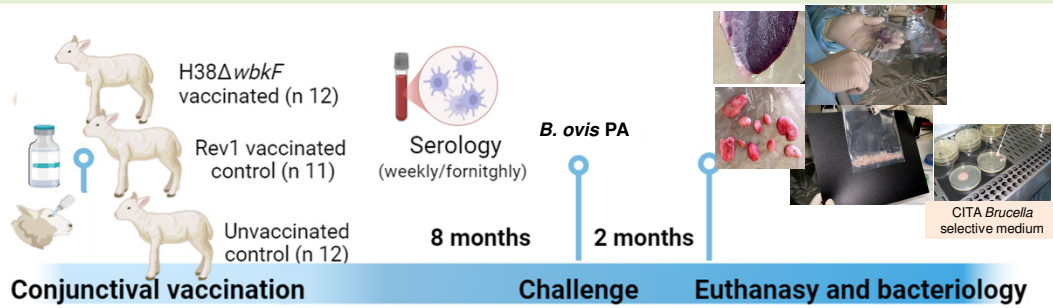 H38ΔwbkF
vaccinated (n 12)
Rev1 vaccinated
control (n 11)
Unvaccinated
control (n 12)
Serology
(weekly/fornitghly)
B. ovis PA
8 months
2 months
CITA Brucella
selective medium
Conjunctival vaccination
Challenge
Euthanasy and bacteriology